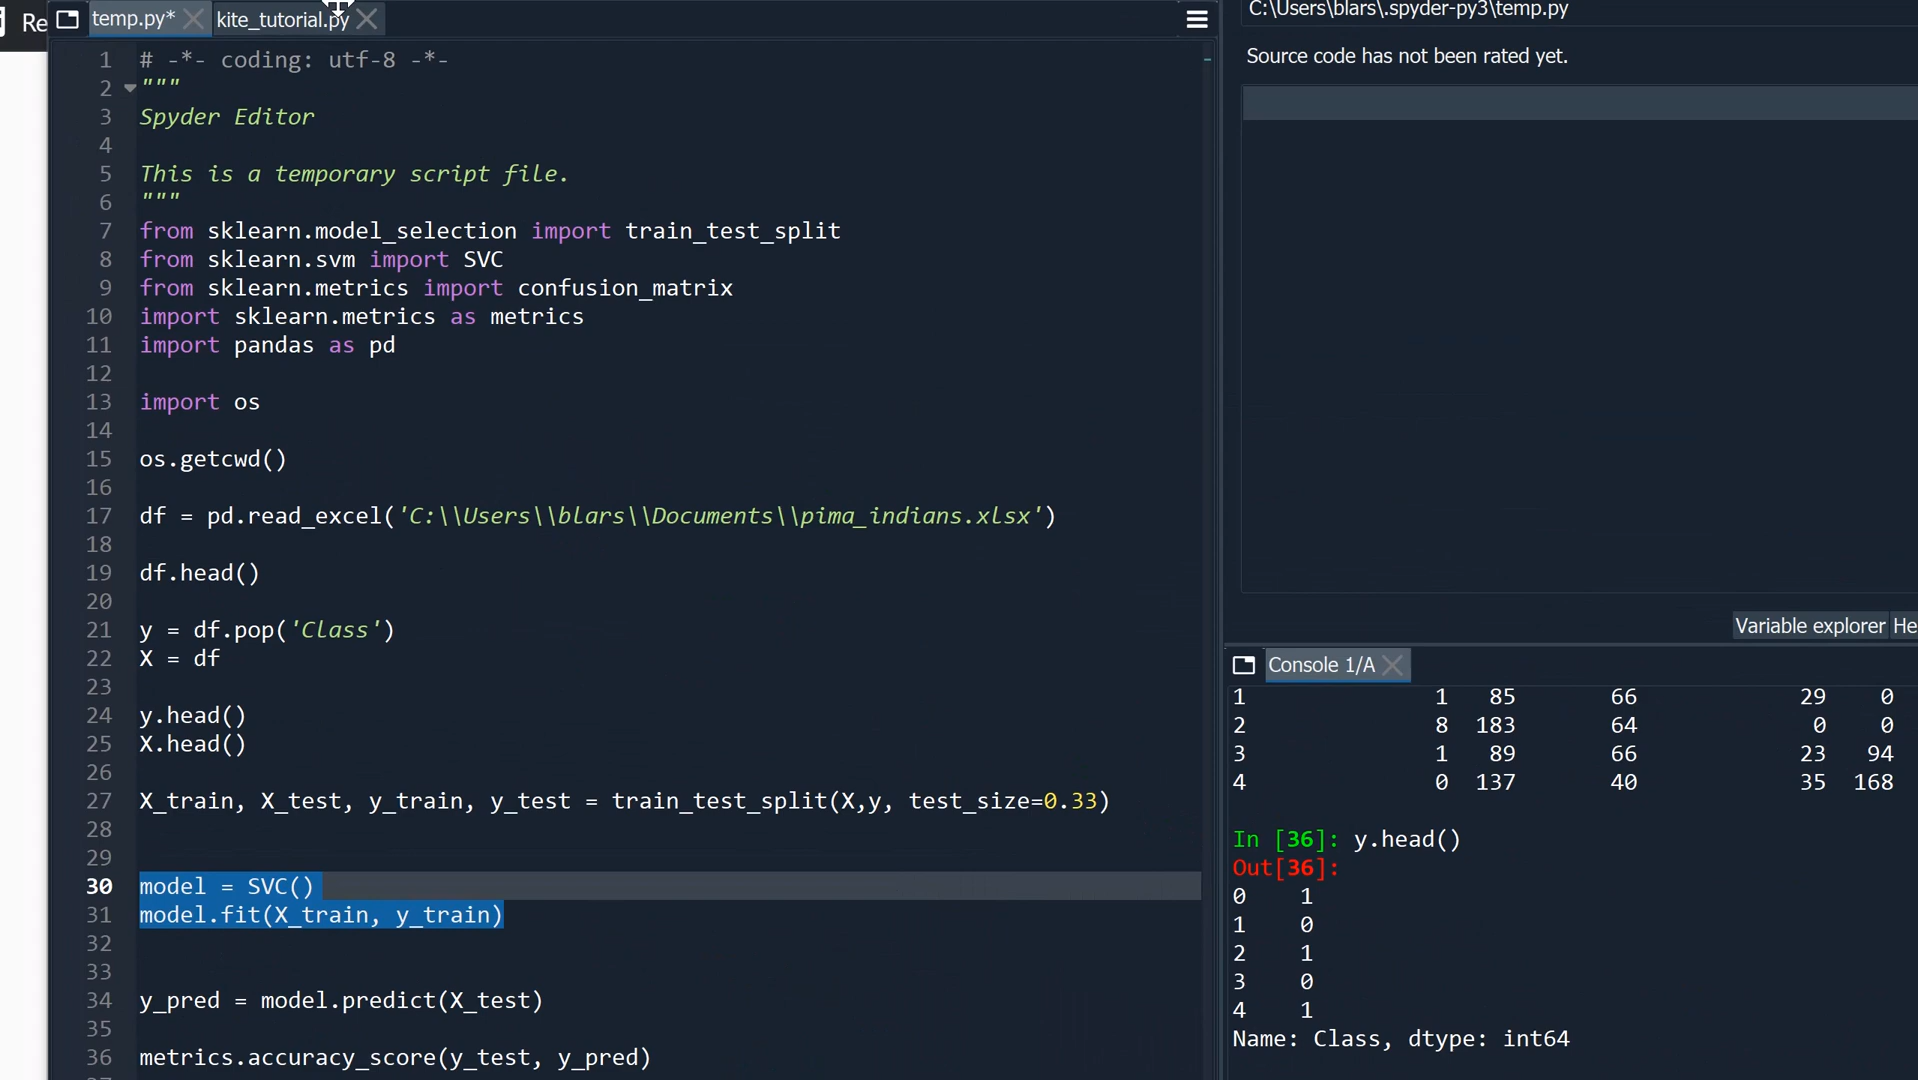 Re
temp.py* kite_tutorial.py
1 # -*- coding: utf-8 -*-
2 """
3 Spyder Editor
4
5 This is a temporary script file.
6 """
7 from sklearn.model_selection import train_test_split
8 from sklearn.svm import SVC
9 from sklearn.metrics import confusion_matrix
10 import sklearn.metrics as metrics
11 import pandas as pd
12
13 import os
14
15 os.getcwd()
16
17 df = pd.read_excel('C:\\Users\\blars\\Documents\\pima_indians.xlsx')
18
19 df.head()
20
21 y = df.pop('Class')
22 X = df
23
24 y.head()
25 X.head()
26
27 X_train, X_test, y_train, y_test = train_test_split(X,y, test_size=0.33)
28
29
30 model = SVC()
31 model.fit(X_train, y_train)
32
33
34 y_pred = model.predict(X_test)
35
36 metrics.accuracy_score(y_test, y_pred)
C:\Users\blars\.spyder-py3\temp.py
Source code has not been rated yet.
Variable explorer He
Console 1/A
1 1 85 66 29 0
2 8 183 64 0 0
3 1 89 66 23 94
4 0 137 40 35 168
In [36]: y.head()
Out[36]:
0 1
1 0
2 1
3 0
4 1
Name: Class, dtype: int64